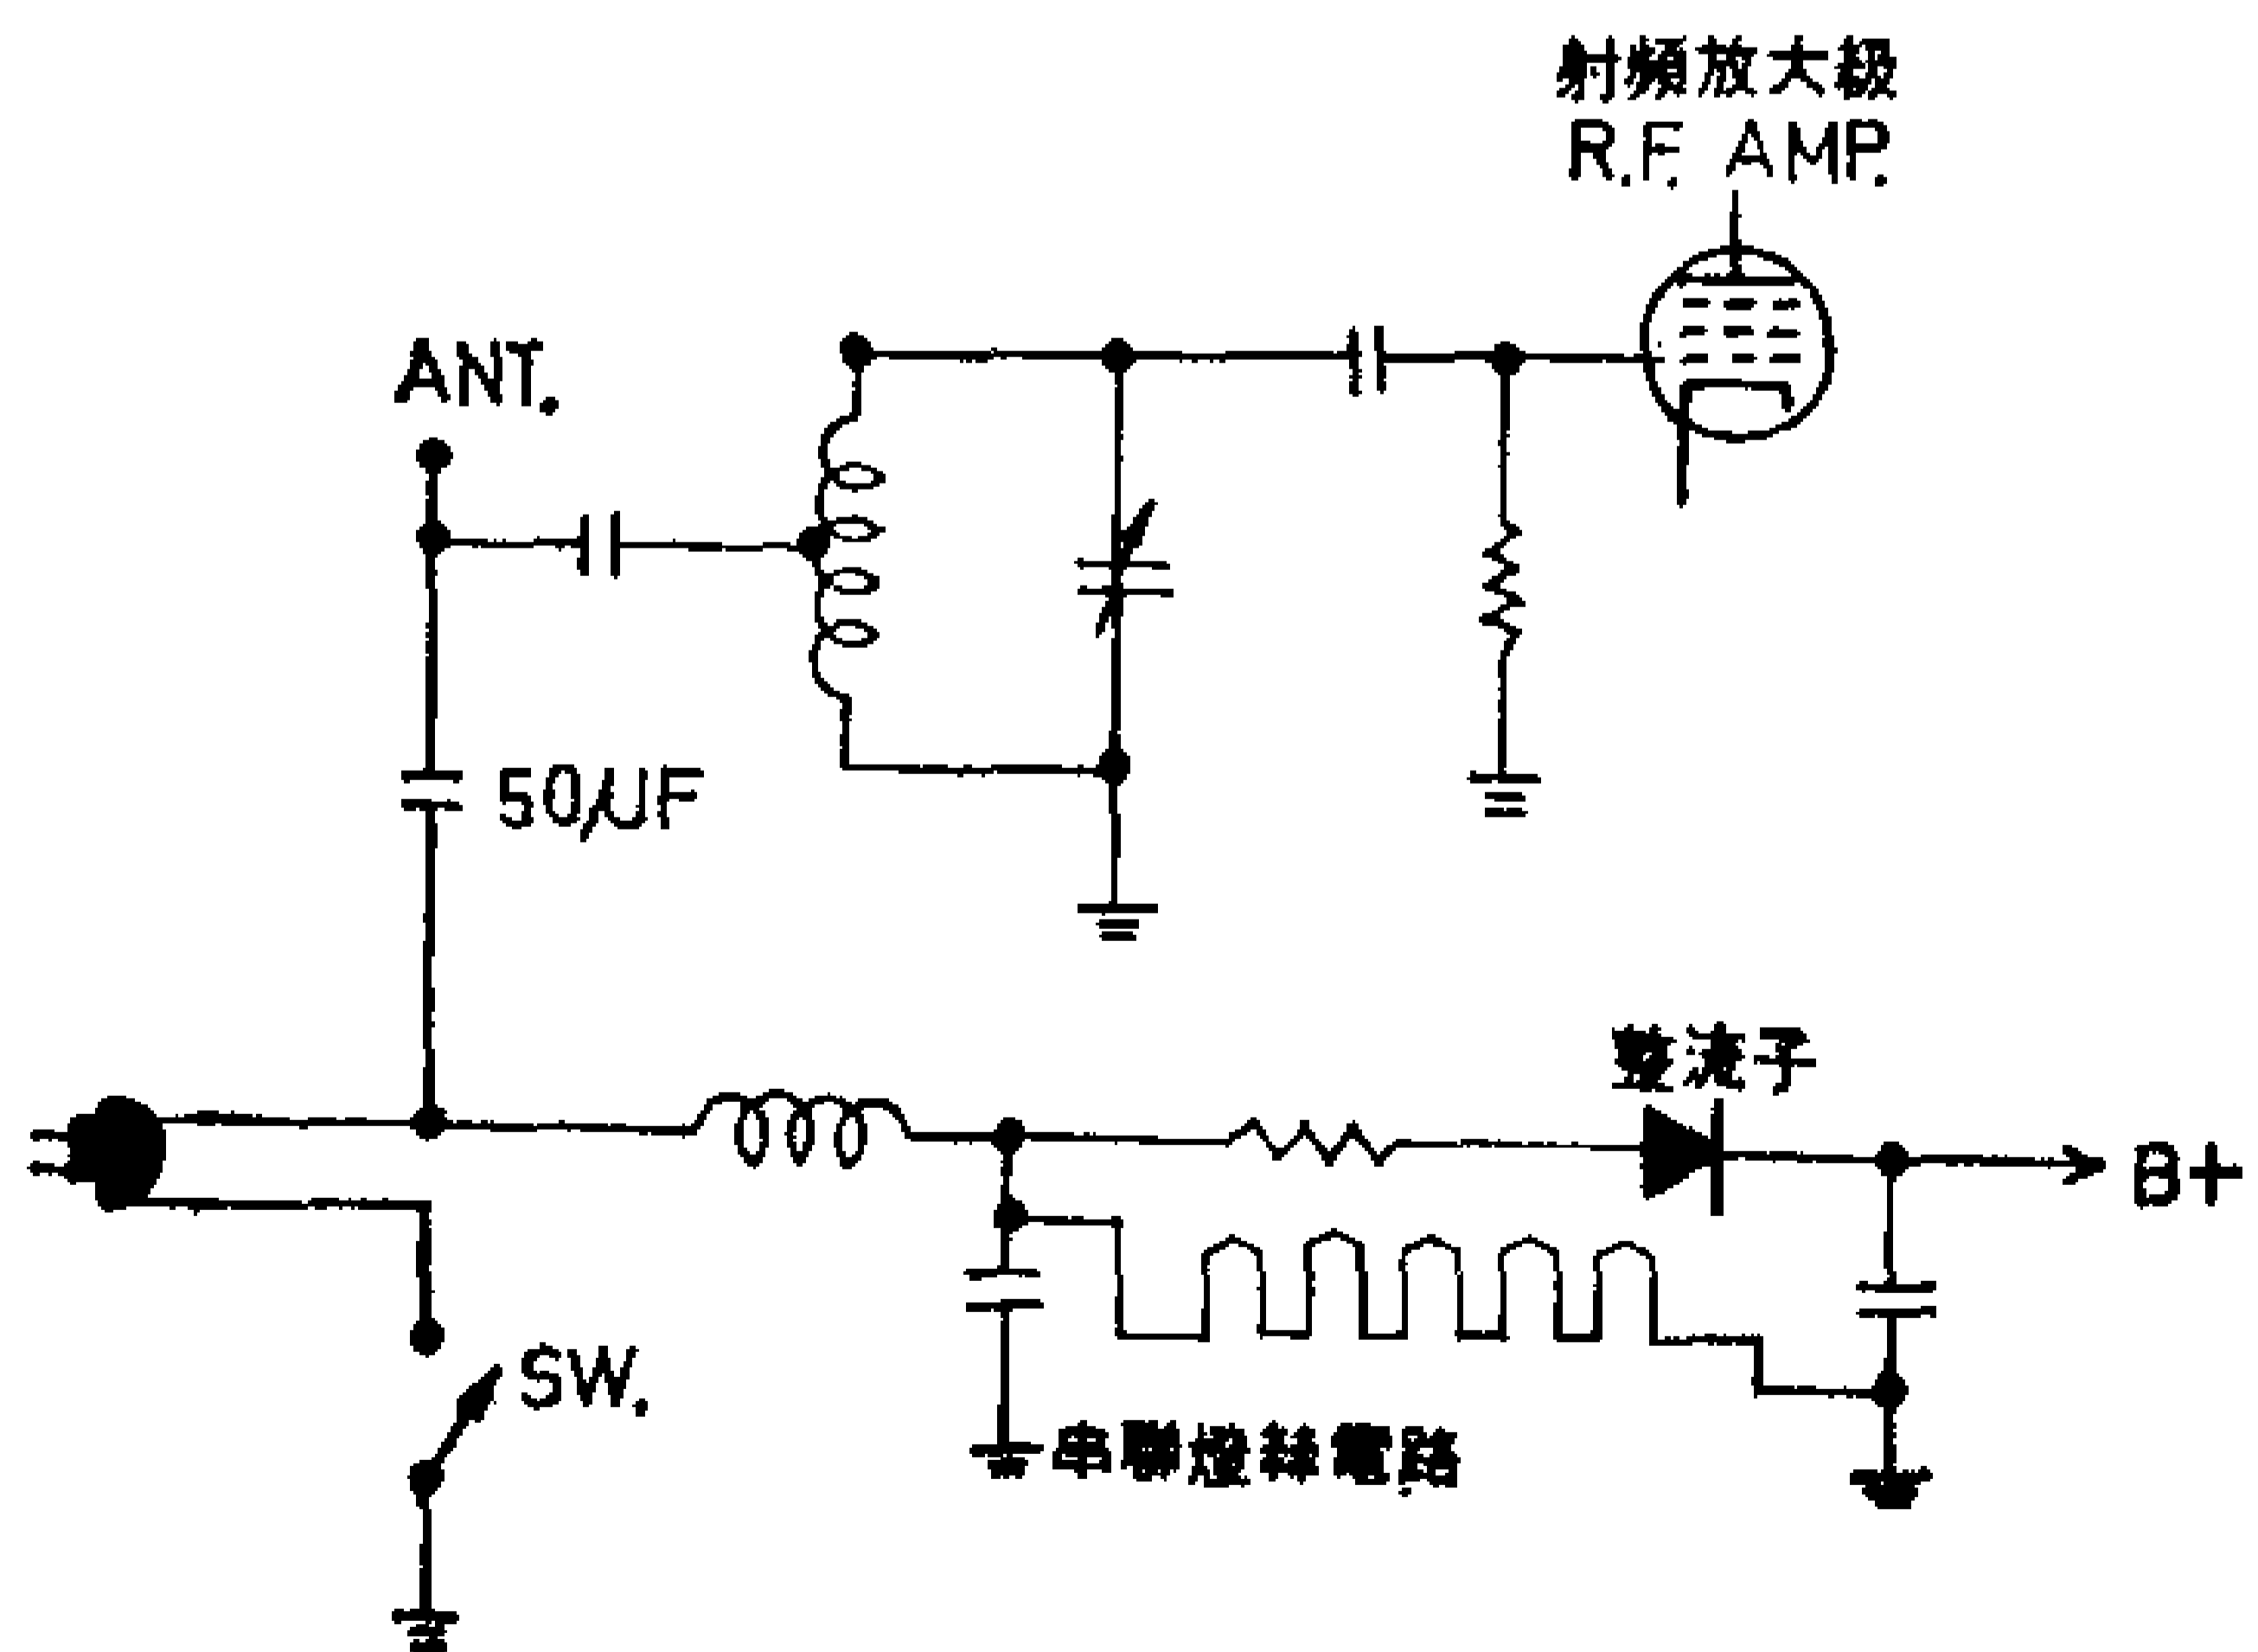 射頻放大級
R.F. AMP.
ANT.
50μF
整流子
B+
SW.
串聯燈絲電路